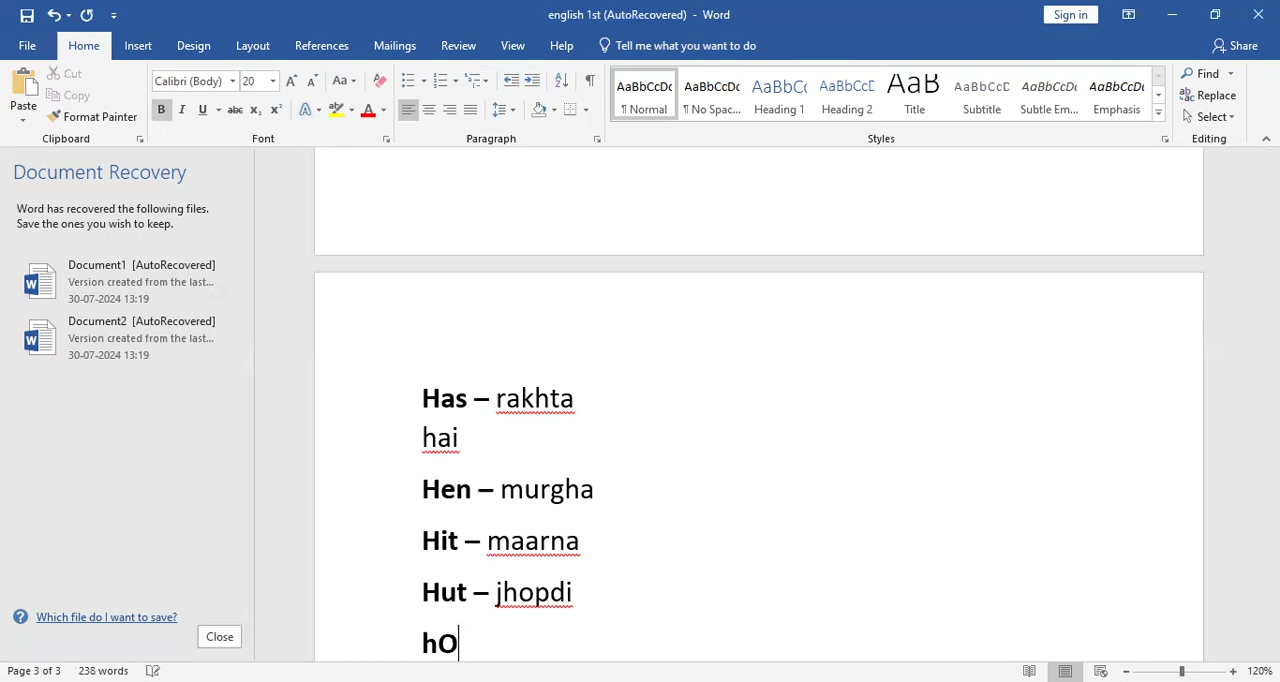 english 1st (AutoRecovered) - Word
Sign in
File Home Insert Design Layout References Mailings Review View Help Tell me what you want to do Share
Paste
Cut
Copy
Format Painter
Clipboard
Calibri (Body) 20
Font
Paragraph
AaBbCcDc AaBbCcDc AaBbCc AaBbCcD AaB AaBbCcD AaBbCcDc AaBbCcDc
¶ Normal ¶ No Spac... Heading 1 Heading 2 Title Subtitle Subtle Em... Emphasis
Styles
Find
Replace
Select
Editing
Document Recovery
Word has recovered the following files.
Save the ones you wish to keep.
Document1 [AutoRecovered]
Version created from the last...
30-07-2024 13:19
Document2 [AutoRecovered]
Version created from the last...
30-07-2024 13:19
Which file do I want to save?
Close
Has – rakhta
hai
Hen – murgha
Hit – maarna
Hut – jhopdi
hO
Page 3 of 3 238 words
120%